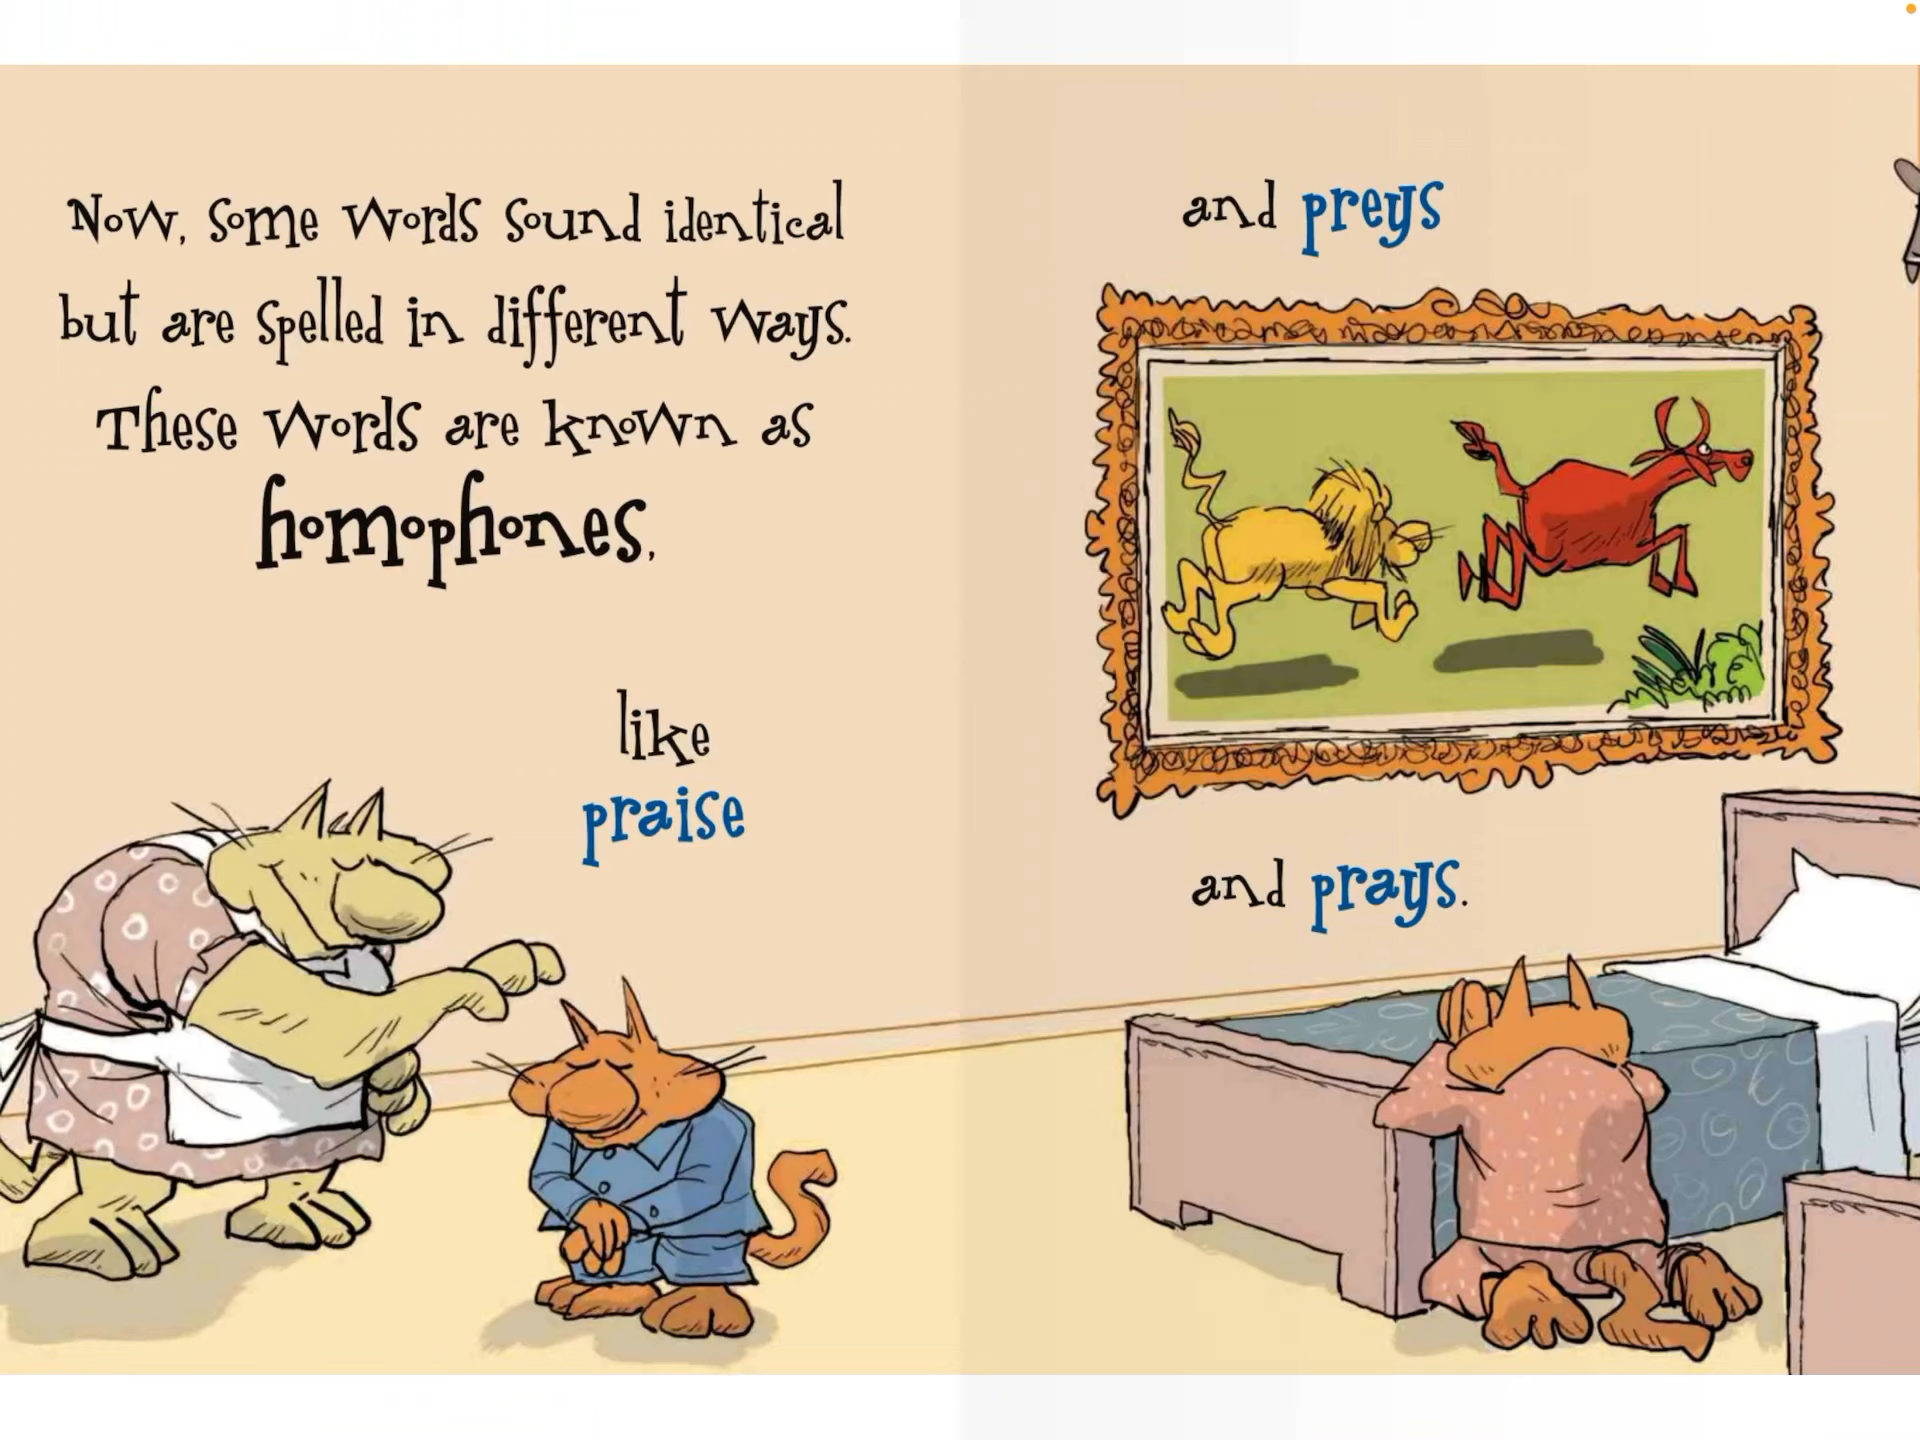 Now, some words sound identical
but are spelled in different ways.
These words are known as
homophones,
like
praise
and preys
and prays.